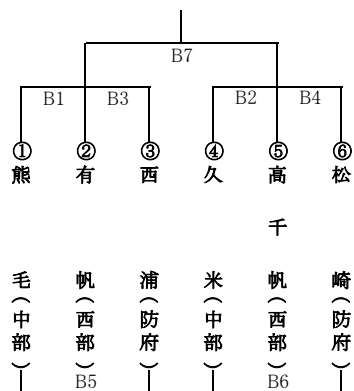 B7
B1 B3 B2 B4
①熊毛(中部)
②有帆(西部)
③西浦(防府)
④久米(中部)
⑤高千帆(西部)
⑥松崎(防府)
B5 B6